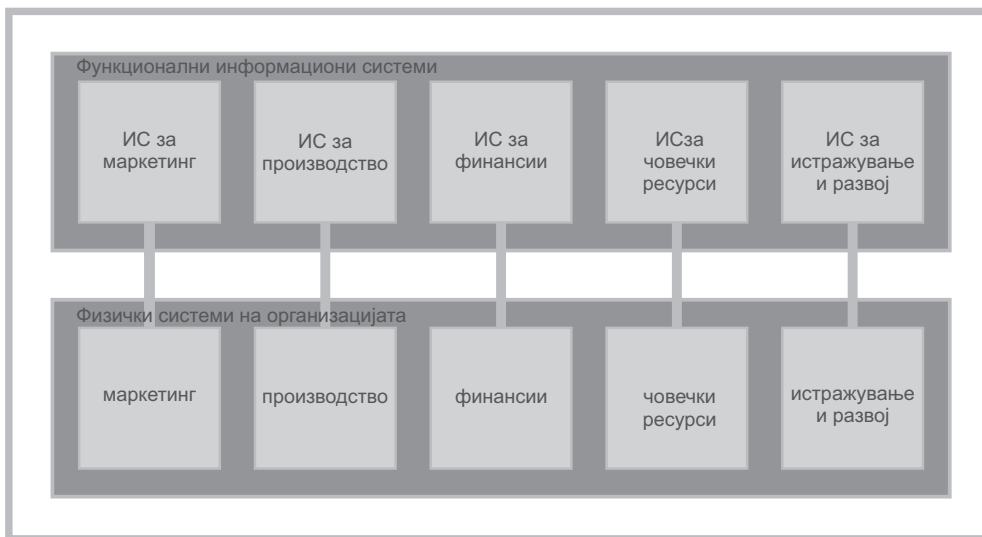 Функционални информациони системи
ИС за
маркетинг
ИС за
производство
ИС за
финансии
ИСза
човечки
ресурси
ИС за
истражување
и развој
Физички системи на организацијата
маркетинг
производство
финансии
човечки
ресурси
истражување
и развој